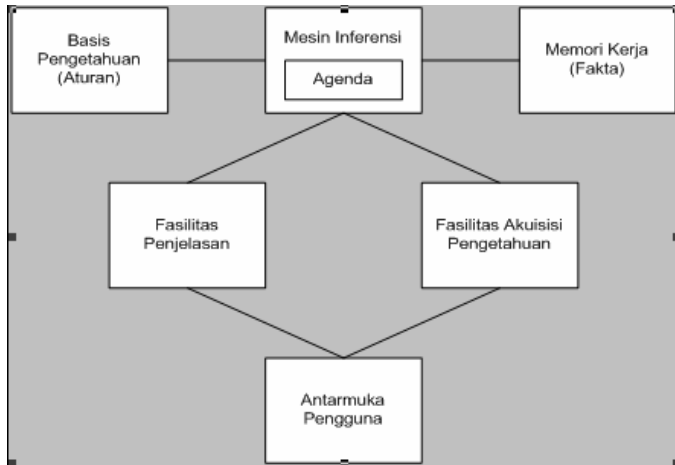 Basis
Pengetahuan
(Aturan)
Mesin Inferensi
Agenda
Memori Kerja
(Fakta)
Fasilitas
Penjelasan
Fasilitas Akuisisi
Pengetahuan
Antarmuka
Pengguna